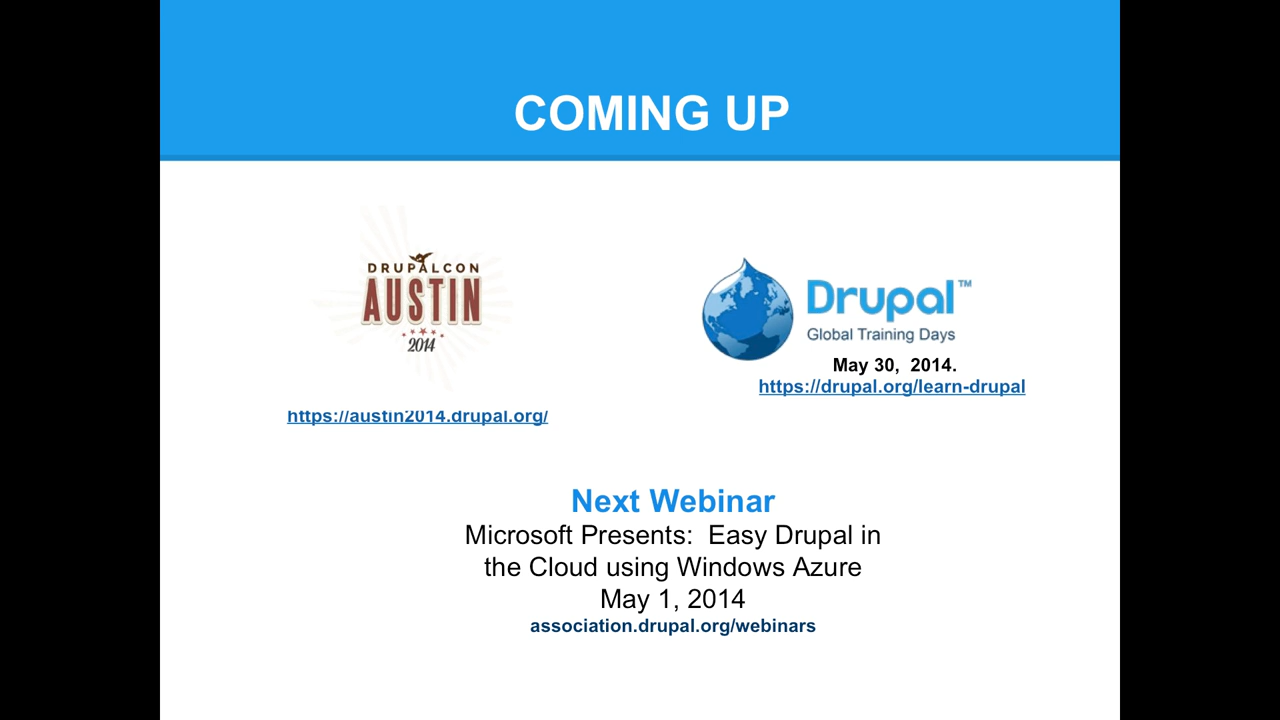 COMING UP
DRUPALCON
AUSTIN
2014
https://austin2014.drupal.org/
Drupal™
Global Training Days
May 30,  2014.
https://drupal.org/learn-drupal
Next Webinar
Microsoft Presents:  Easy Drupal in
the Cloud using Windows Azure
May 1, 2014
association.drupal.org/webinars